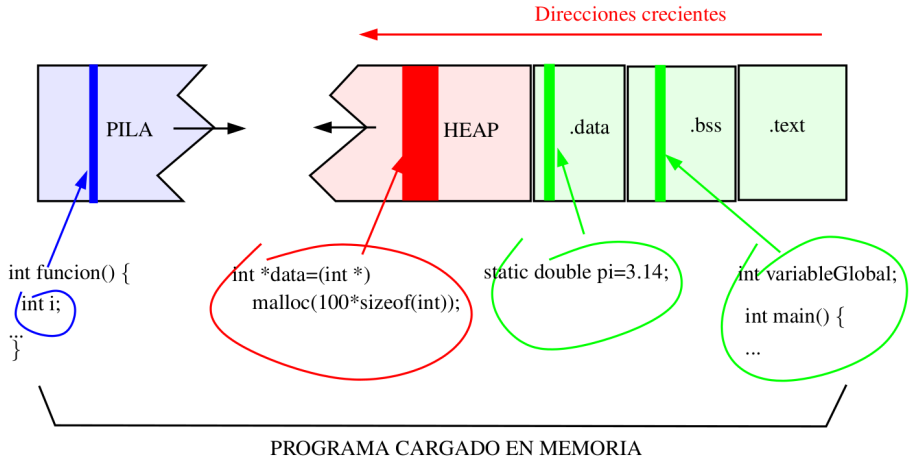 Direcciones crecientes
PILA
HEAP
.data
.bss
.text
int funcion() {
int i;
...
}
int *data=(int *)
malloc(100*sizeof(int));
static double pi=3.14;
int variableGlobal;
int main() {
...
PROGRAMA CARGADO EN MEMORIA